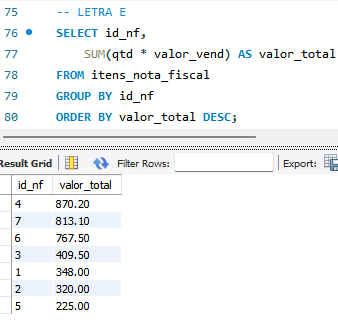 75 -- LETRA E
76 SELECT id_nf,
77 SUM(qtd * valor_vend) AS valor_total
78 FROM itens_nota_fiscal
79 GROUP BY id_nf
80 ORDER BY valor_total DESC;
Result Grid Filter Rows: Export:
id_nf valor_total
4 870.20
7 813.10
6 767.50
3 409.50
1 348.00
2 320.00
5 225.00